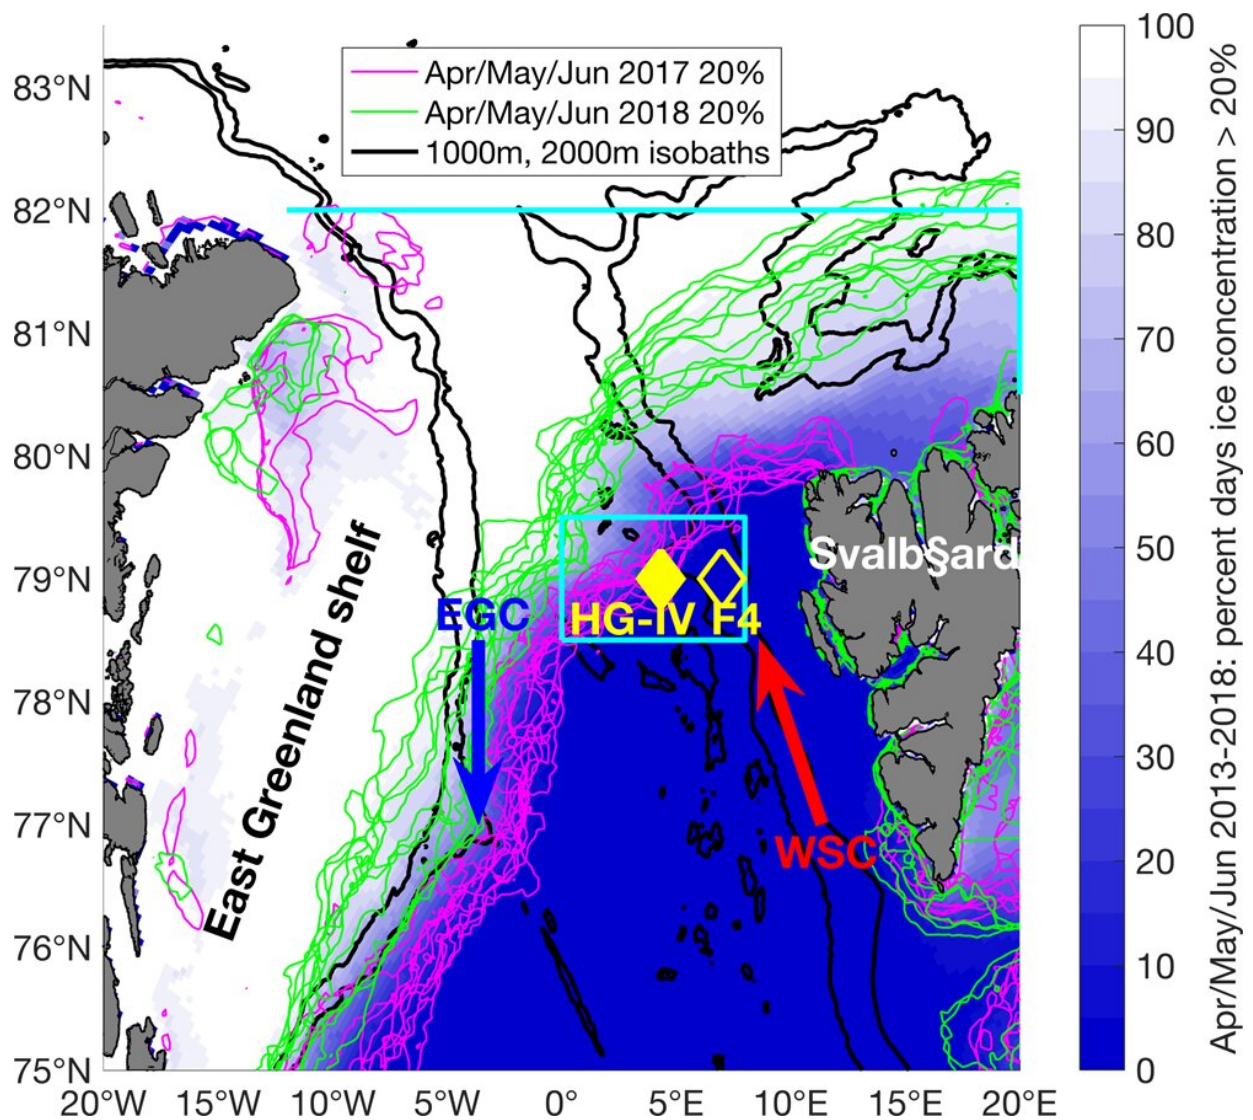 Apr/May/Jun 2017 20%
Apr/May/Jun 2018 20%
1000m, 2000m isobaths
83°N
82°N
81°N
80°N
79°N
78°N
77°N
76°N
75°N
20°W
15°W
10°W
5°W
0°
5°E
10°E
15°E
20°E
Svalb§ard
HG-IV
F4
EGC
WSC
East Greenland shelf
100
90
80
70
60
50
40
30
20
10
0
Apr/May/Jun 2013-2018: percent days ice concentration > 20%